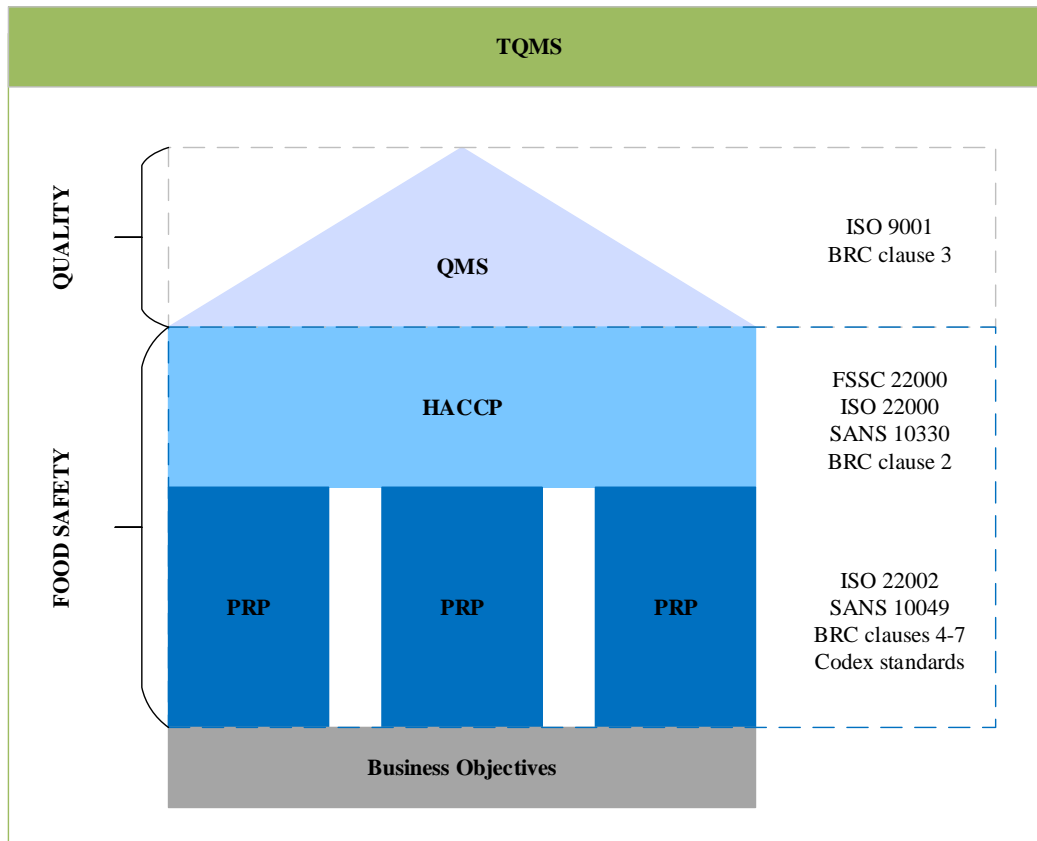 TQMS
QUALITY
QMS
ISO 9001
BRC clause 3
FOOD SAFETY
HACCP
FSSC 22000
ISO 22000
SANS 10330
BRC clause 2
PRP
PRP
PRP
ISO 22002
SANS 10049
BRC clauses 4-7
Codex standards
Business Objectives